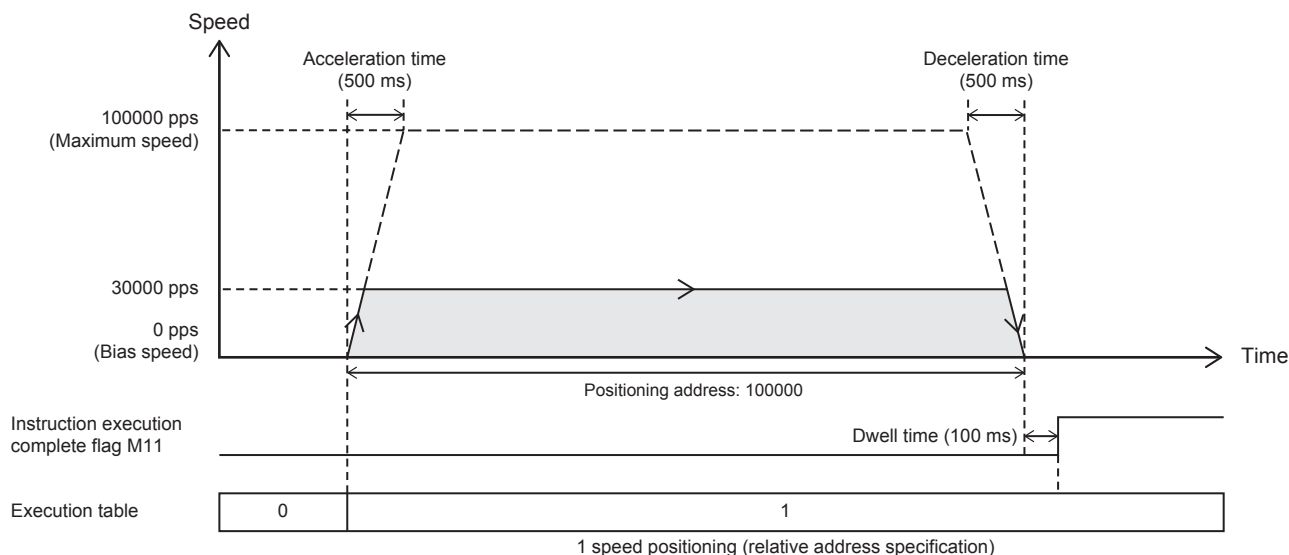 Speed
Acceleration time
(500 ms)
Deceleration time
(500 ms)
100000 pps
(Maximum speed)
30000 pps
0 pps
(Bias speed)
Time
Positioning address: 100000
Instruction execution
complete flag M11
Dwell time (100 ms)
Execution table
0
1
1 speed positioning (relative address specification)